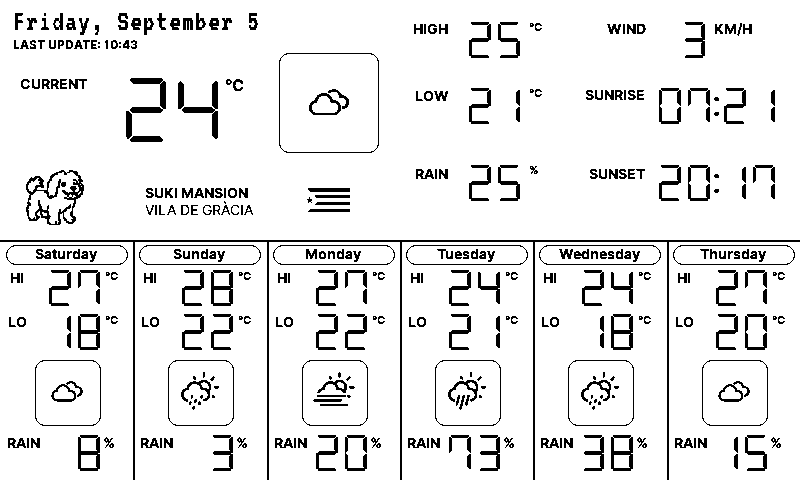 Friday, September 5
LAST UPDATE: 10:43
CURRENT 24 °C
HIGH 25 °C
WIND 3 KM/H
LOW 21 °C
SUNRISE 07:21
RAIN 25 %
SUNSET 20:17
SUKI MANSION
VILA DE GRÀCIA
Saturday
HI 27 °C
LO 18 °C
RAIN 8 %
Sunday
HI 28 °C
LO 22 °C
RAIN 3 %
Monday
HI 27 °C
LO 22 °C
RAIN 20 %
Tuesday
HI 24 °C
LO 21 °C
RAIN 73 %
Wednesday
HI 24 °C
LO 18 °C
RAIN 38 %
Thursday
HI 27 °C
LO 20 °C
RAIN 15 %